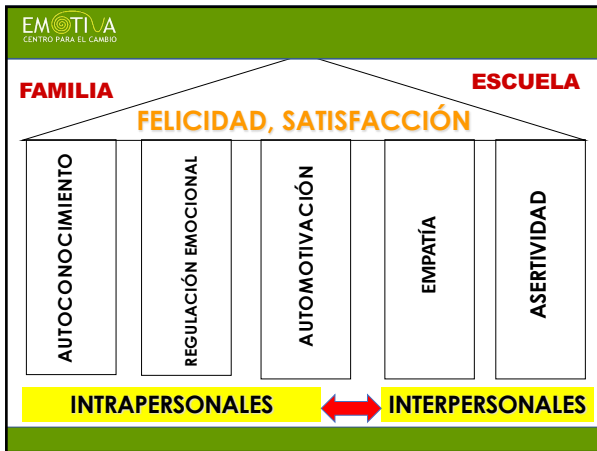 EMOTIVA
CENTRO PARA EL CAMBIO
FAMILIA
ESCUELA
FELICIDAD, SATISFACCIÓN
AUTOCONOCIMIENTO
REGULACIÓN EMOCIONAL
AUTOMOTIVACIÓN
EMPATÍA
ASERTIVIDAD
INTRAPERSONALES
INTERPERSONALES